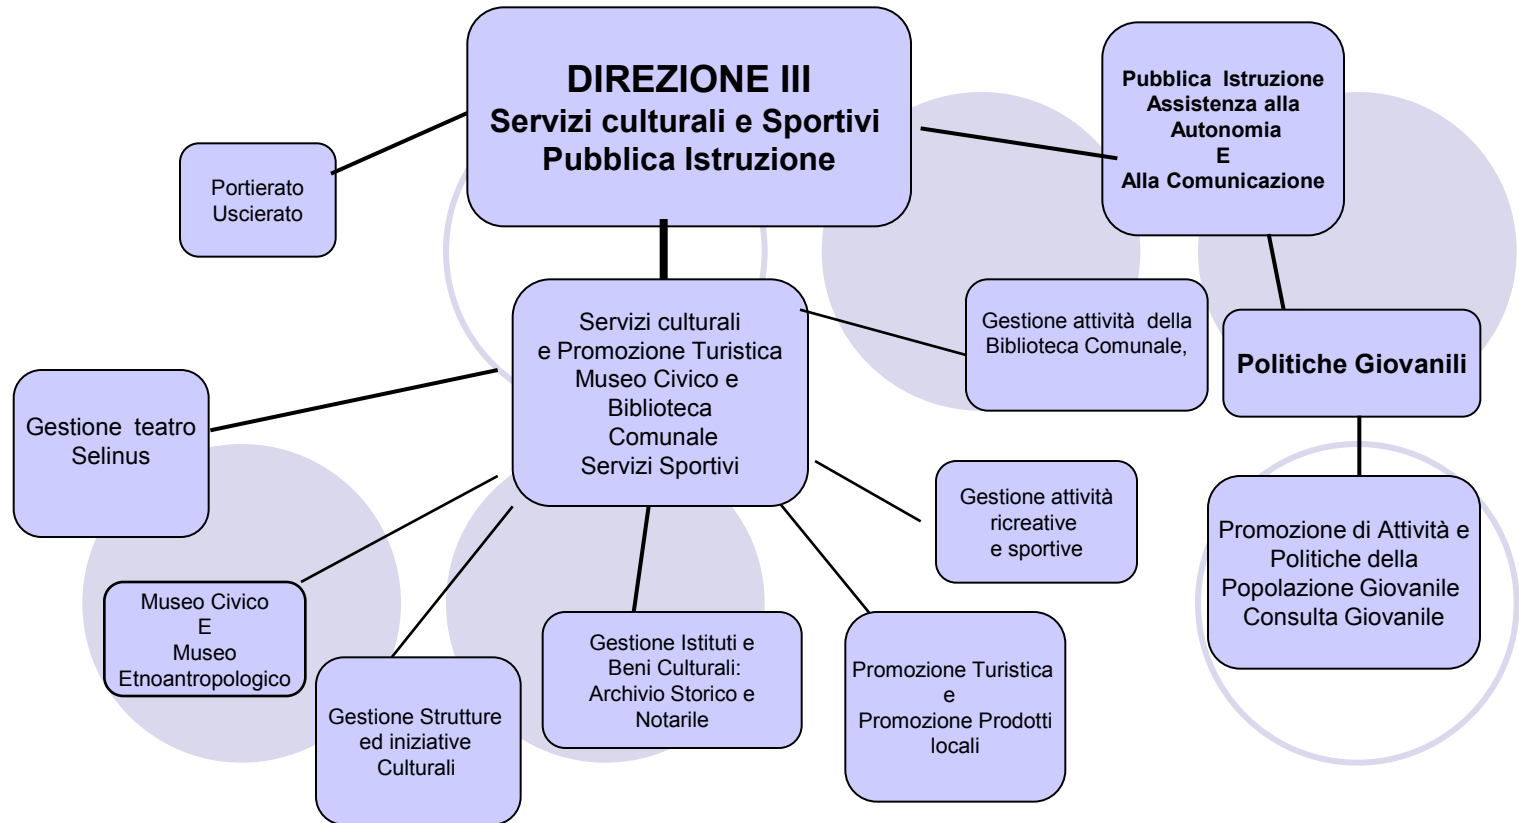 DIREZIONE III
Servizi culturali e Sportivi
Pubblica Istruzione
Pubblica Istruzione
Assistenza alla
Autonomia
E
Alla Comunicazione
Portierato
Uscierato
Servizi culturali
e Promozione Turistica
Museo Civico e
Biblioteca
Comunale
Servizi Sportivi
Gestione attività della
Biblioteca Comunale,
Politiche Giovanili
Gestione teatro
Selinus
Gestione attività
ricreative
e sportive
Promozione di Attività e
Politiche della
Popolazione Giovanile
Consulta Giovanile
Museo Civico
E
Museo
Etnoantropologico
Gestione Strutture
ed iniziative
Culturali
Gestione Istituti e
Beni Culturali:
Archivio Storico e
Notarile
Promozione Turistica
e
Promozione Prodotti
locali